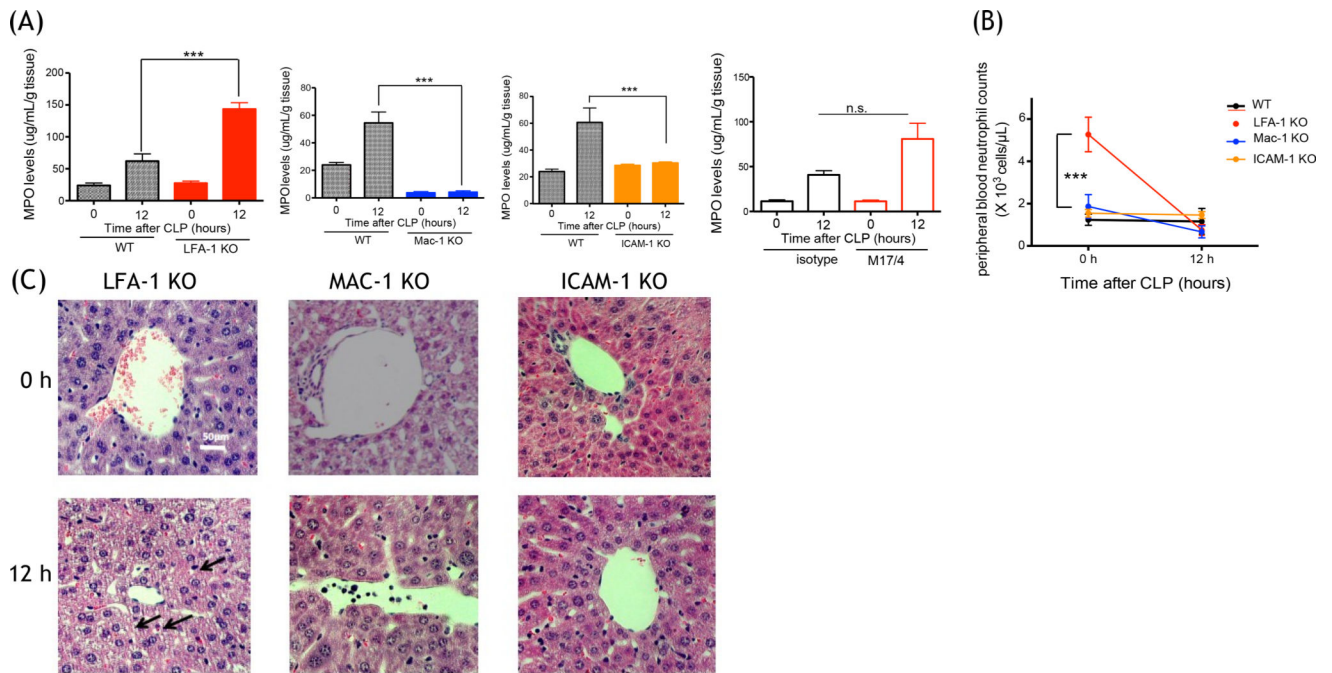 (A)
MPO levels (ug/mL/g tissue)
200
150
100
50
0
***
0 12 0 12
Time after CLP (hours)
WT LFA-1 KO
MPO levels (ug/mL/g tissue)
80
60
40
20
0
***
0 12 0 12
Time after CLP (hours)
WT Mac-1 KO
MPO levels (ug/mL/g tissue)
80
60
40
20
0
***
0 12 0 12
Time after CLP (hours)
WT ICAM-1 KO
MPO levels (ug/mL/g tissue)
150
100
50
0
n.s.
0 12 0 12
Time after CLP (hours)
isotype M17/4
(B)
peripheral blood neutrophil counts
(X 10³ cells/µL)
6
4
2
0
***
0 h 12 h
Time after CLP (hours)
WT
LFA-1 KO
Mac-1 KO
ICAM-1 KO
(C)
LFA-1 KO MAC-1 KO ICAM-1 KO
0 h
50µm
12 h